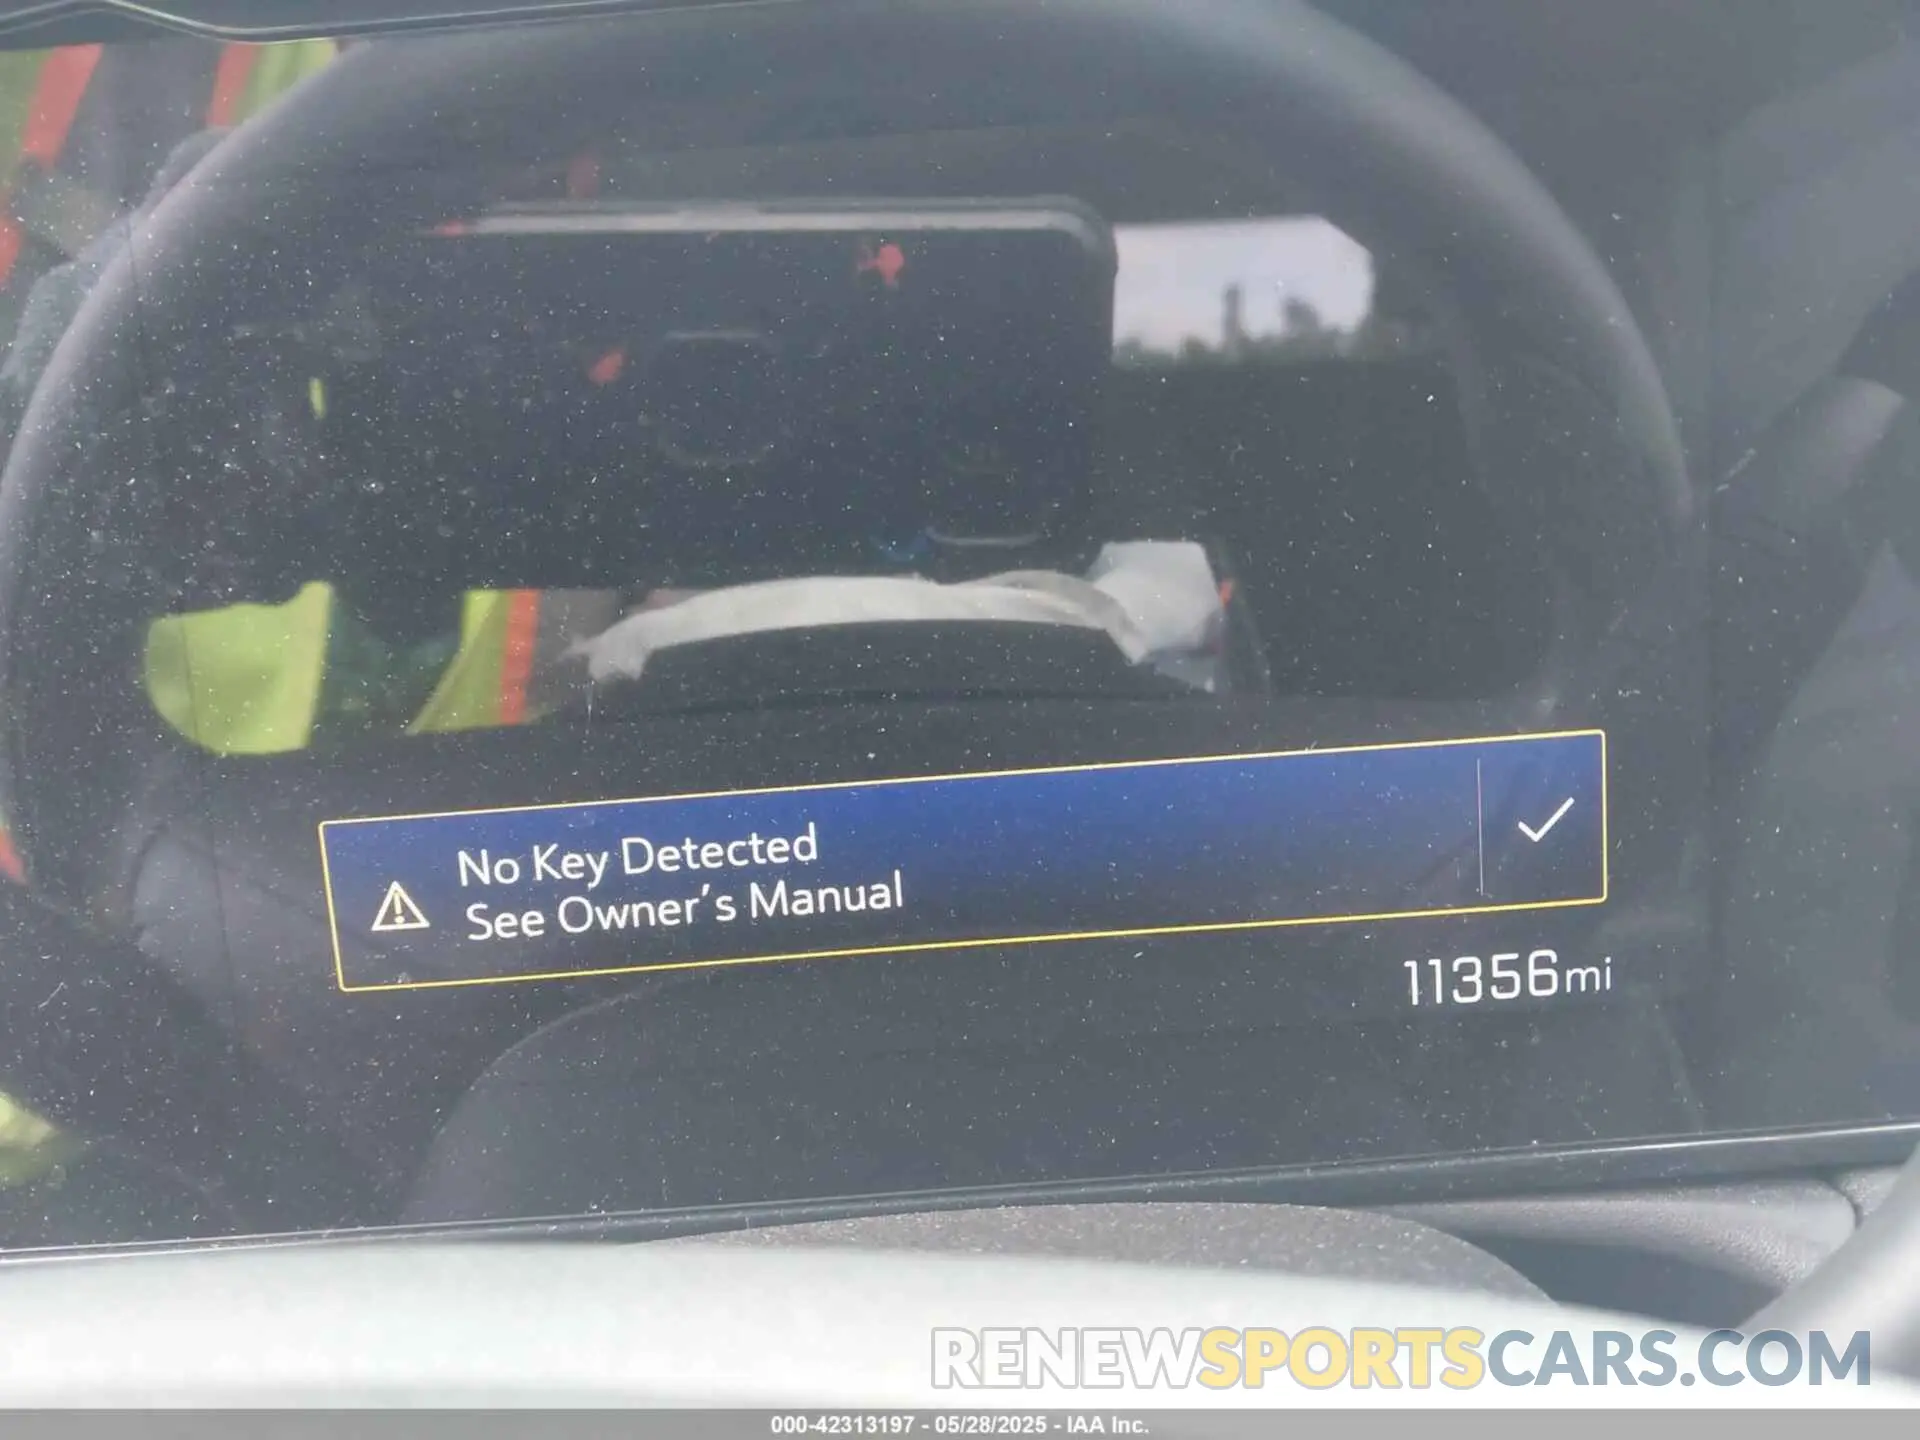 No Key Detected
See Owner's Manual
11356mi
RENEWSPORTSCARS.COM
000-42313197 - 05/28/2025 - IAA Inc.